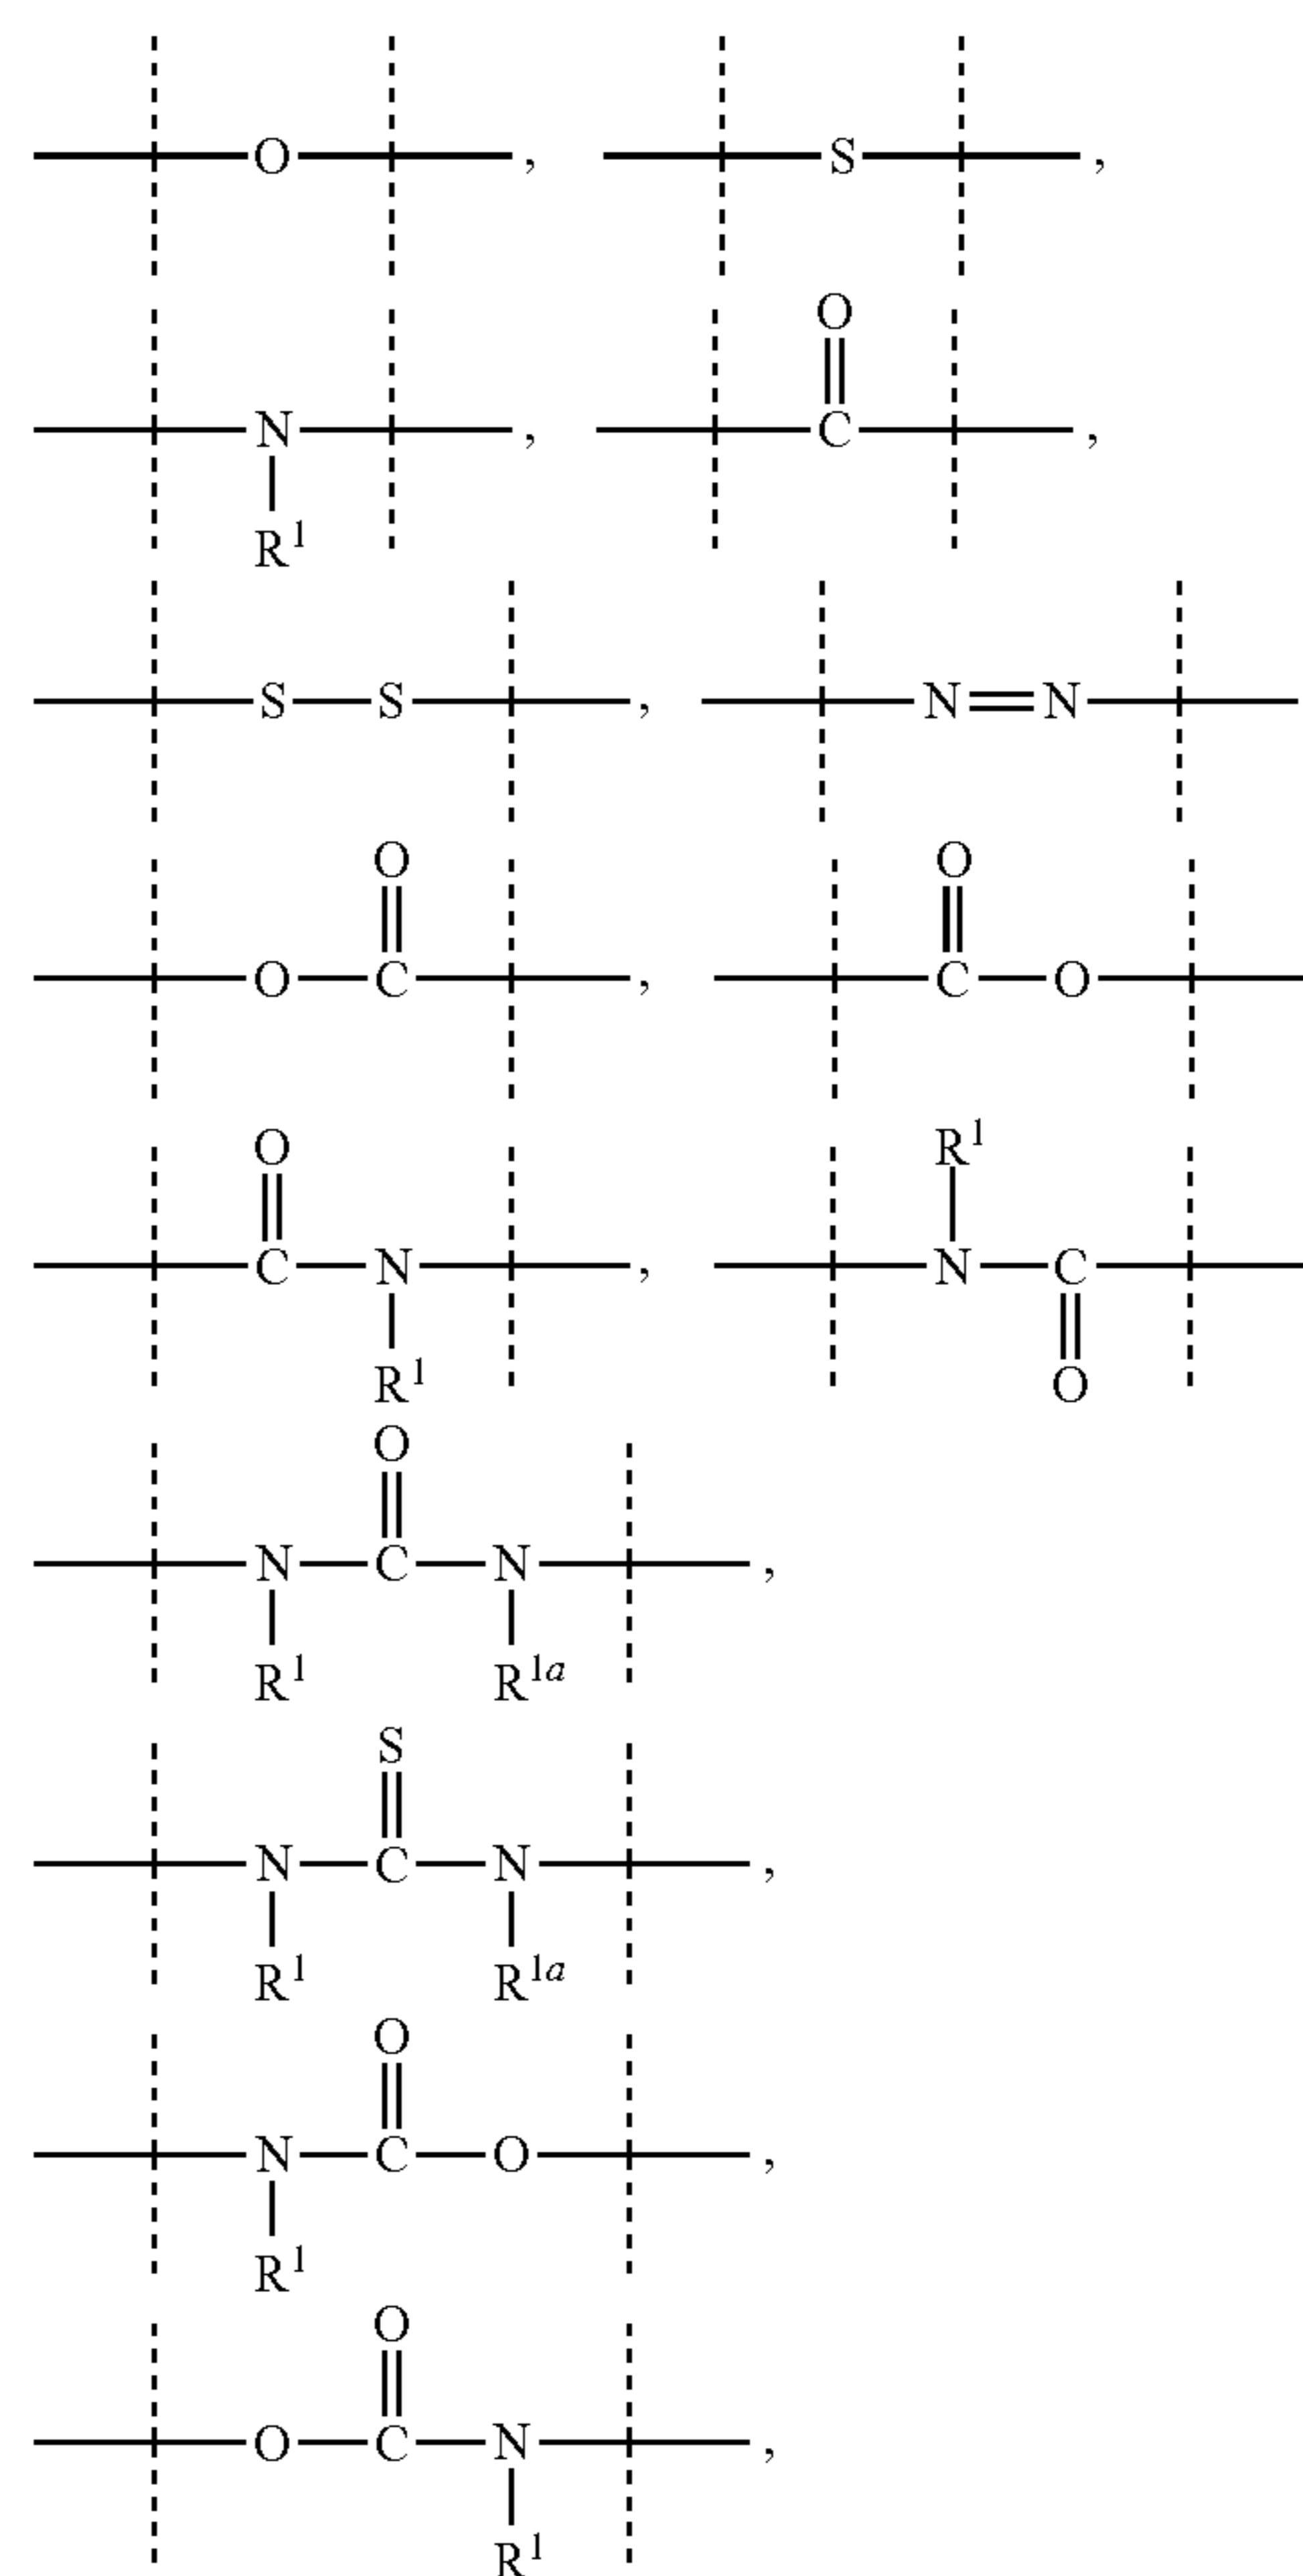 O, S,
O
N, C,
R¹
S S, N N
O O
O C, C O
O R¹
C N, N C
R¹ O
O
N C N,
R¹ R¹ᵃ
S
N C N,
R¹ R¹ᵃ
O
N C O,
R¹
O
O C N,
R¹